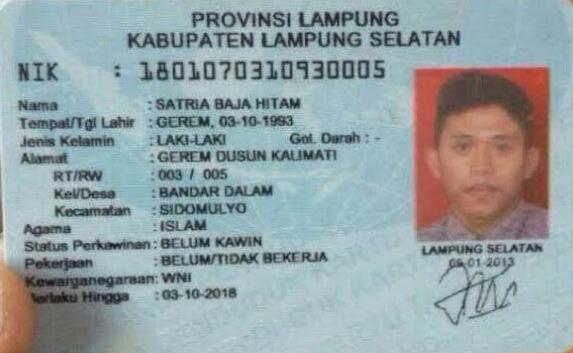 PROVINSI LAMPUNG
KABUPATEN LAMPUNG SELATAN
NIK : 1801070310930005
Nama : SATRIA BAJA HITAM
Tempat/Tgl Lahir : GEREM, 03-10-1993
Jenis Kelamin : LAKI-LAKI Gol. Darah : -
Alamat : GEREM DUSUN KALIMATI
RT/RW : 003 / 005
Kel/Desa : BANDAR DALAM
Kecamatan : SIDOMULYO
Agama : ISLAM
Status Perkawinan : BELUM KAWIN
Pekerjaan : BELUM/TIDAK BEKERJA
Kewarganegaraan: WNI
Berlaku Hingga : 03-10-2018
LAMPUNG SELATAN
09-01-2013